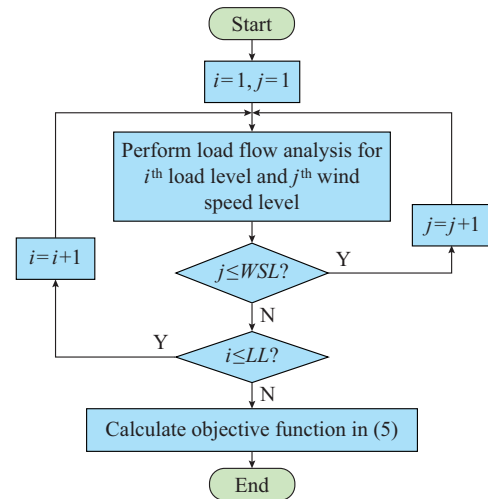 Start
i=1, j=1
Perform load flow analysis for
iᵗʰ load level and jᵗʰ wind
speed level
i=i+1
j=j+1
j≤WSL?
Y
N
Y
i≤LL?
N
Calculate objective function in (5)
End